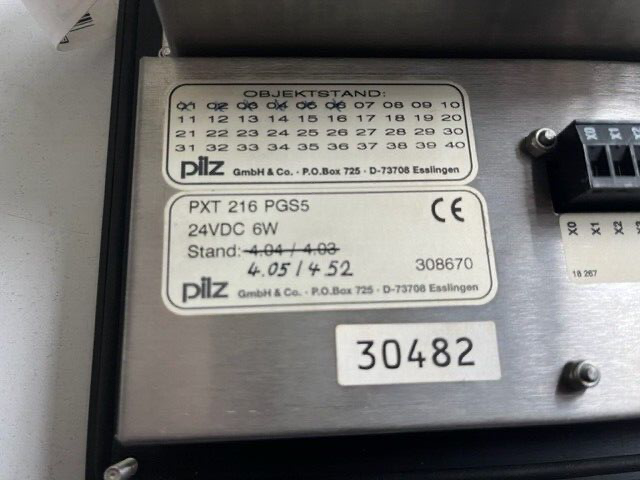 OBJEKTSTAND:
01 02 03 04 05 06 07 08 09 10
11 12 13 14 15 16 17 18 19 20
21 22 23 24 25 26 27 28 29 30
31 32 33 34 35 36 37 38 39 40
pilz GmbH & Co. · P.O.Box 725 · D-73708 Esslingen
PXT 216 PGS5 CE
24VDC 6W
Stand: 4.04 / 4.03
4.05 / 4.52 308670
pilz GmbH & Co. · P.O.Box 725 · D-73708 Esslingen
30482
X0 X1
X0 X1 X2
18 267